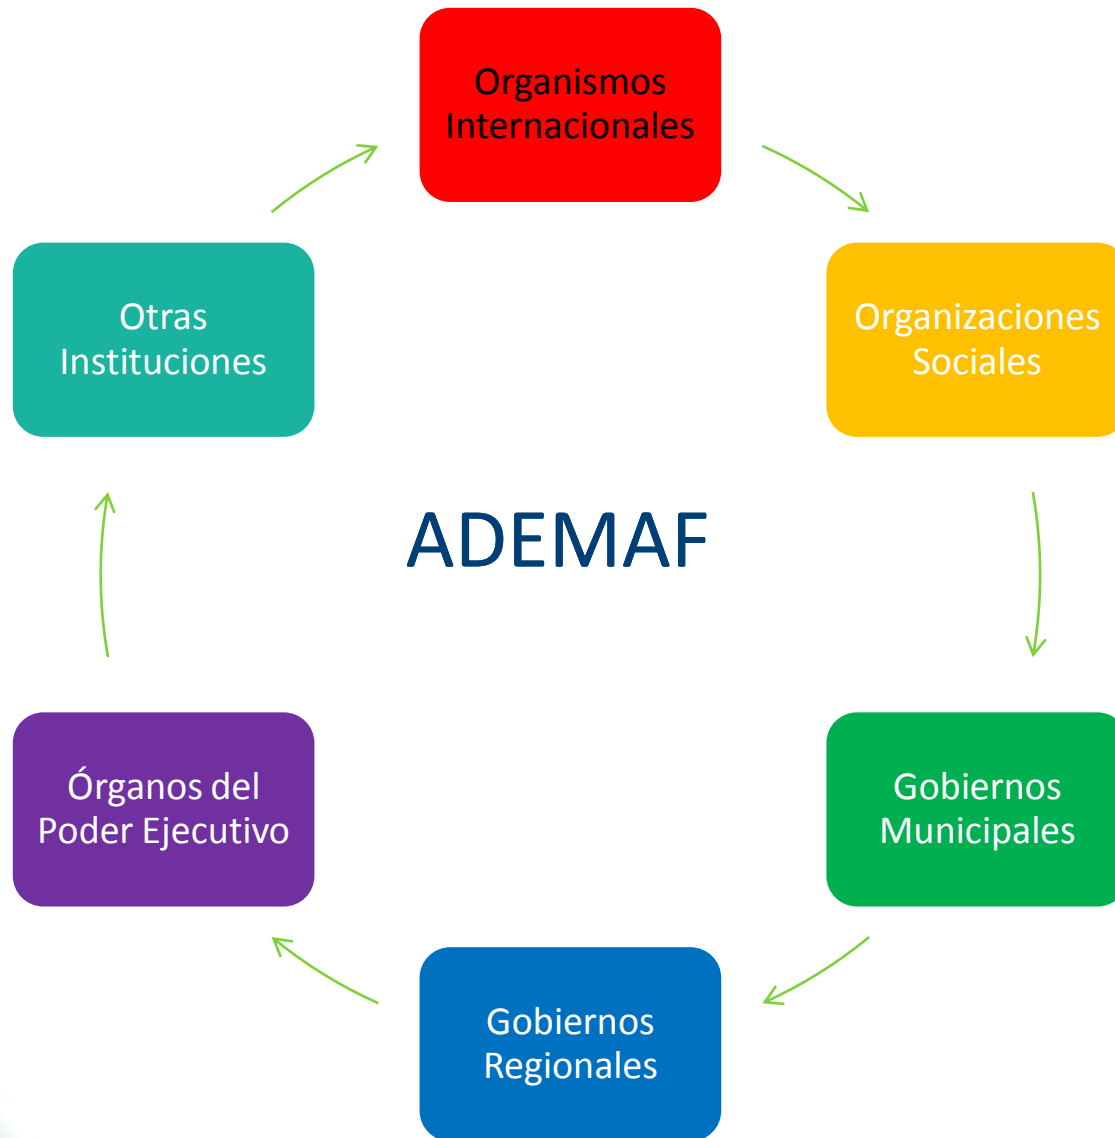 Organismos
Internacionales
Organizaciones
Sociales
Gobiernos
Municipales
Gobiernos
Regionales
Órganos del
Poder Ejecutivo
Otras
Instituciones
ADEMAF